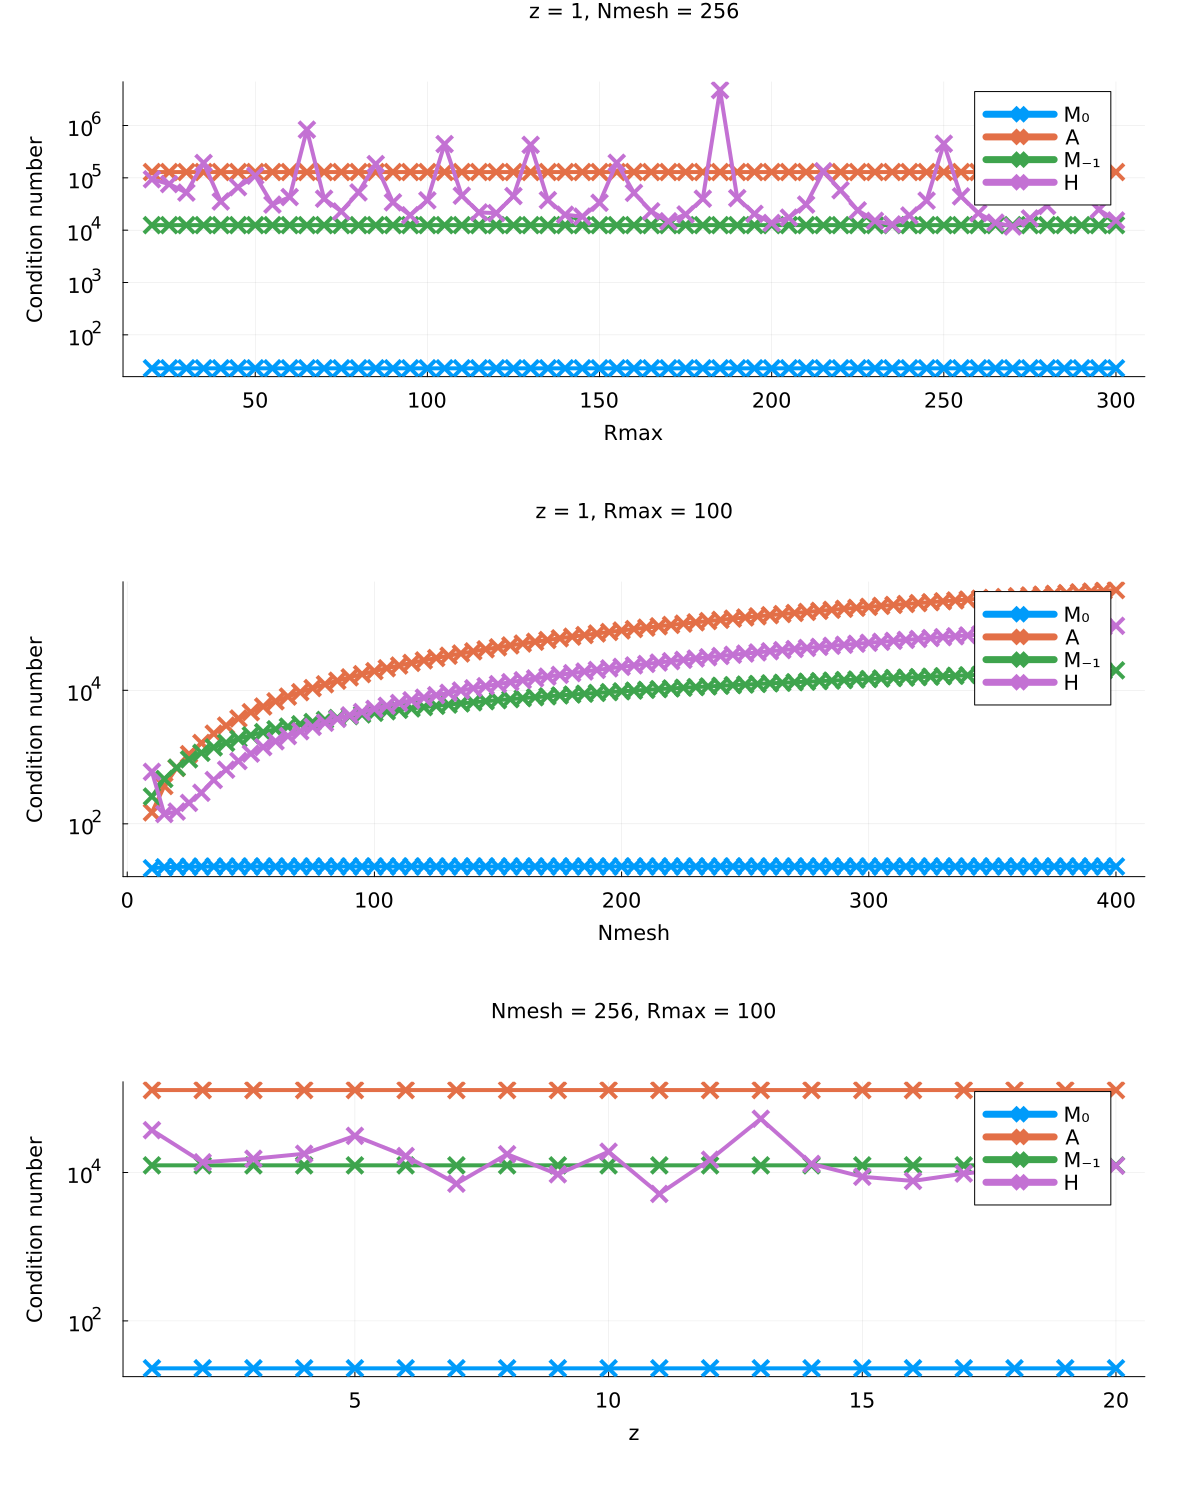 z = 1, Nmesh = 256
Condition number
10⁶
10⁵
10⁴
10³
10²
M₀
A
M₋₁
H
50 100 150 200 250 300
Rmax
z = 1, Rmax = 100
Condition number
10⁴
10²
M₀
A
M₋₁
H
0 100 200 300 400
Nmesh
Nmesh = 256, Rmax = 100
Condition number
10⁴
10²
M₀
A
M₋₁
H
5 10 15 20
z